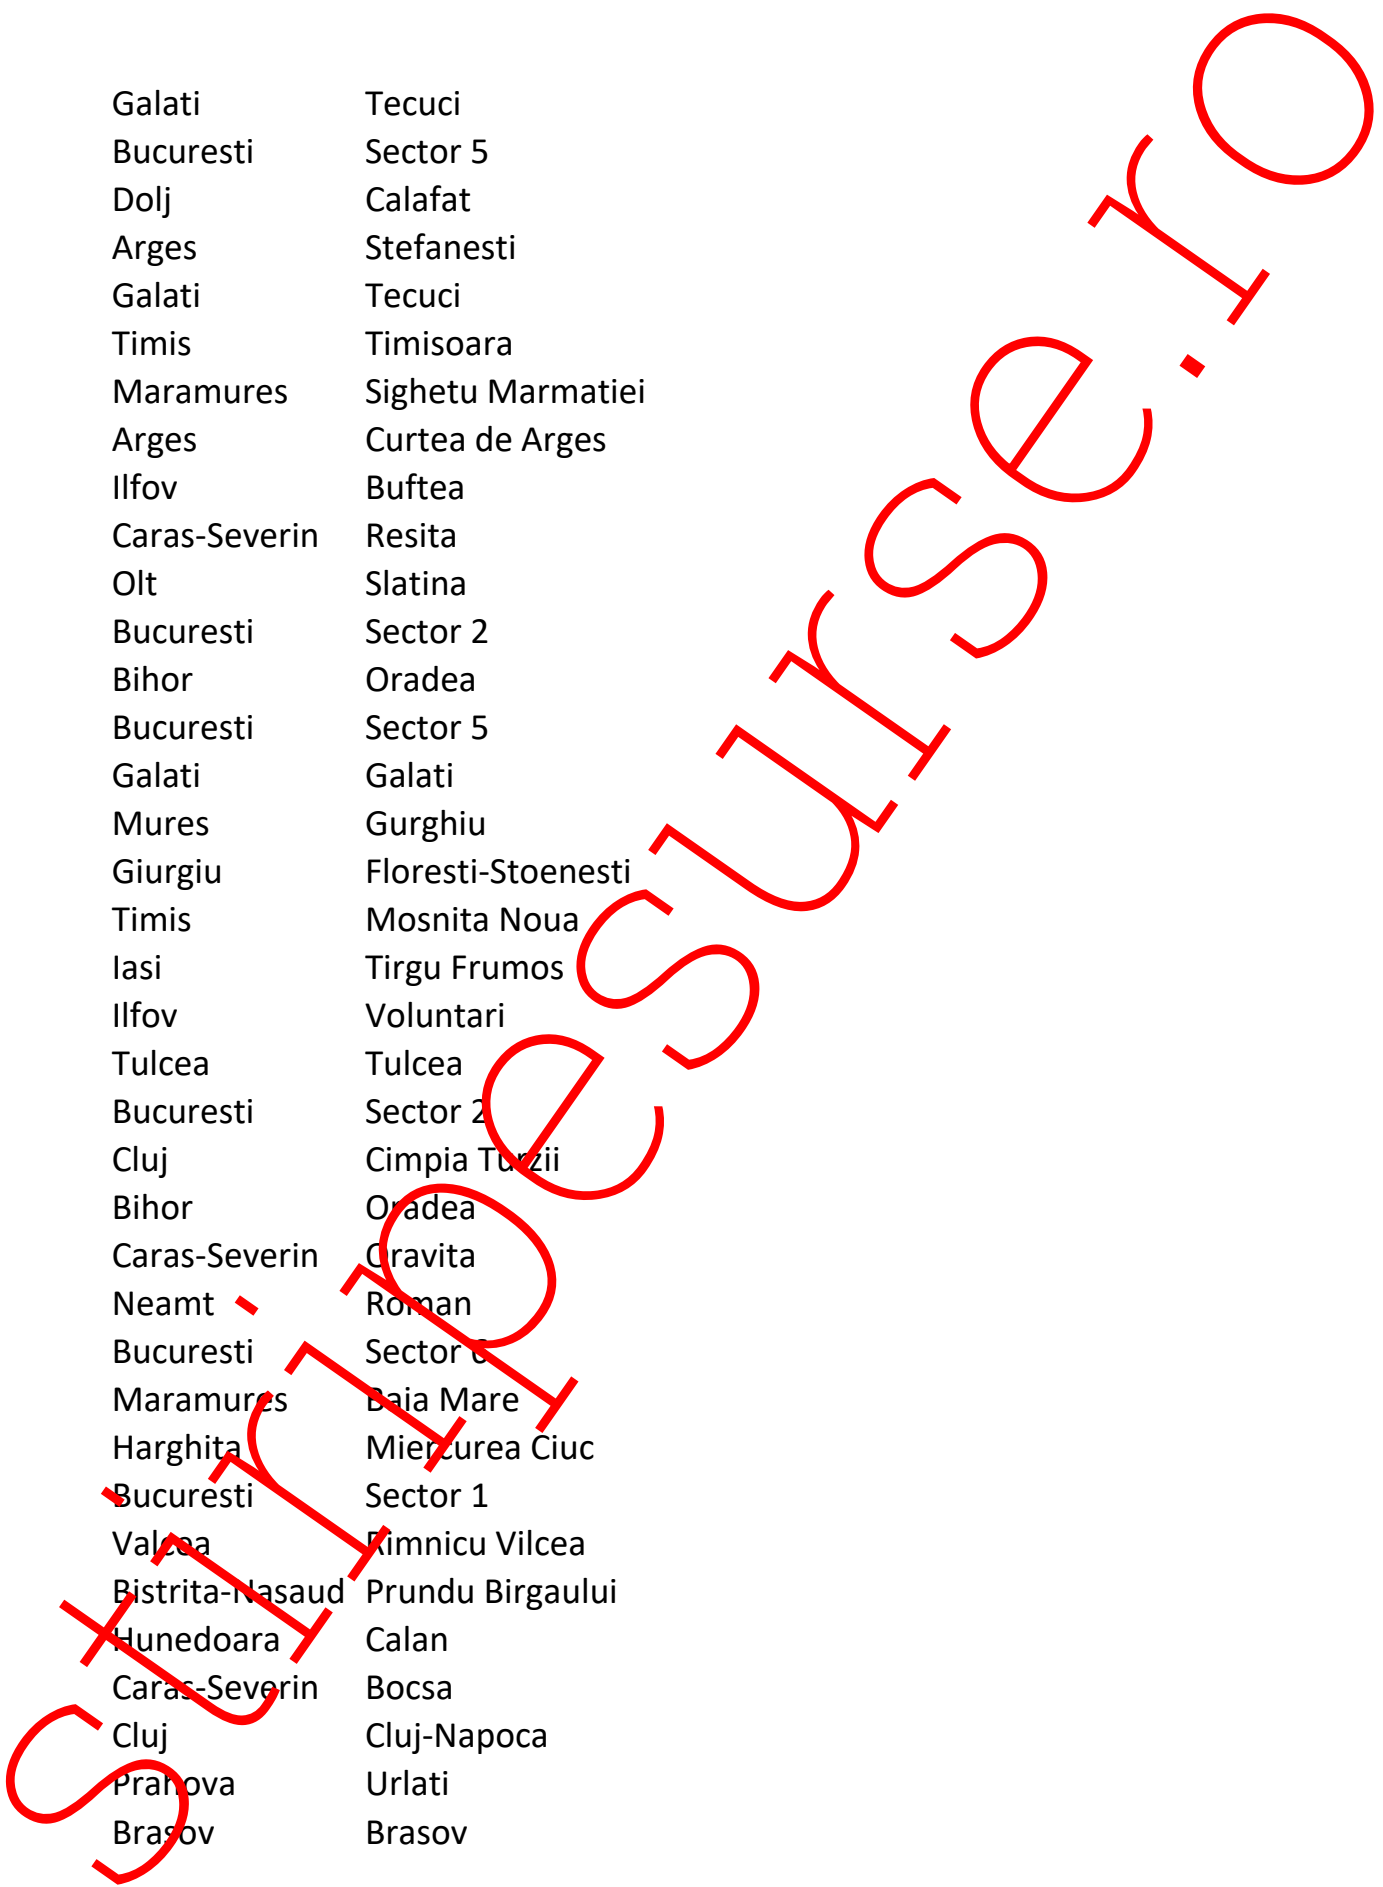 Galati Tecuci
Bucuresti Sector 5
Dolj Calafat
Arges Stefanesti
Galati Tecuci
Timis Timisoara
Maramures Sighetu Marmatiei
Arges Curtea de Arges
Ilfov Buftea
Caras-Severin Resita
Olt Slatina
Bucuresti Sector 2
Bihor Oradea
Bucuresti Sector 5
Galati Galati
Mures Gurghiu
Giurgiu Floresti-Stoenesti
Timis Mosnita Noua
Iasi Tirgu Frumos
Ilfov Voluntari
Tulcea Tulcea
Bucuresti Sector 2
Cluj Cimpia Turzii
Bihor Oradea
Caras-Severin Oravita
Neamt Roman
Bucuresti Sector 6
Maramures Baia Mare
Harghita Miercurea Ciuc
Bucuresti Sector 1
Valcea Rimnicu Vilcea
Bistrita-Nasaud Prundu Birgaului
Hunedoara Calan
Caras-Severin Bocsa
Cluj Cluj-Napoca
Prahova Urlati
Brasov Brasov
stiripesurse.ro